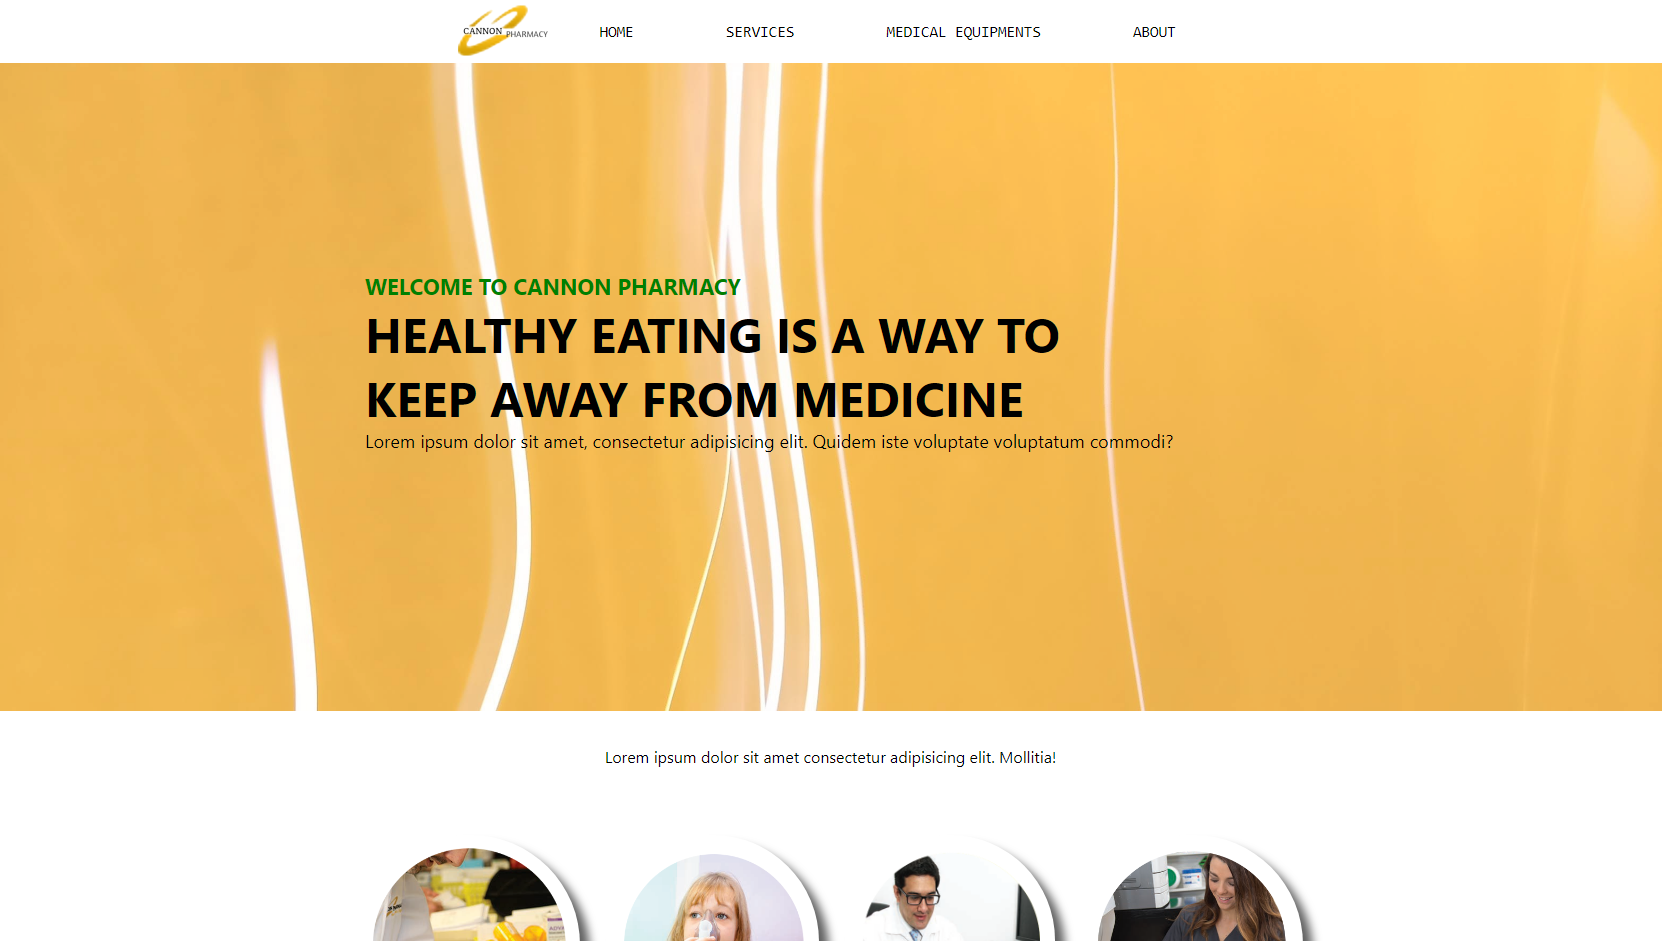 CANNON PHARMACY
HOME
SERVICES
MEDICAL EQUIPMENTS
ABOUT
WELCOME TO CANNON PHARMACY
HEALTHY EATING IS A WAY TO
KEEP AWAY FROM MEDICINE
Lorem ipsum dolor sit amet, consectetur adipisicing elit. Quidem iste voluptate voluptatum commodi?
Lorem ipsum dolor sit amet consectetur adipisicing elit. Mollitia!